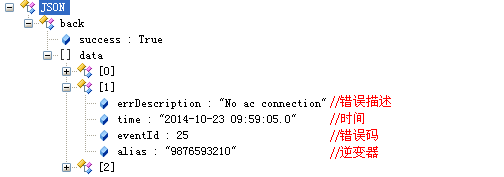 JSON
back
success : True
[] data
[0]
[1]
errDescription : "No ac connection" //错误描述
time : "2014-10-23 09:59:05.0" //时间
eventId : 25 //错误码
alias : "9876593210" //逆变器
[2]